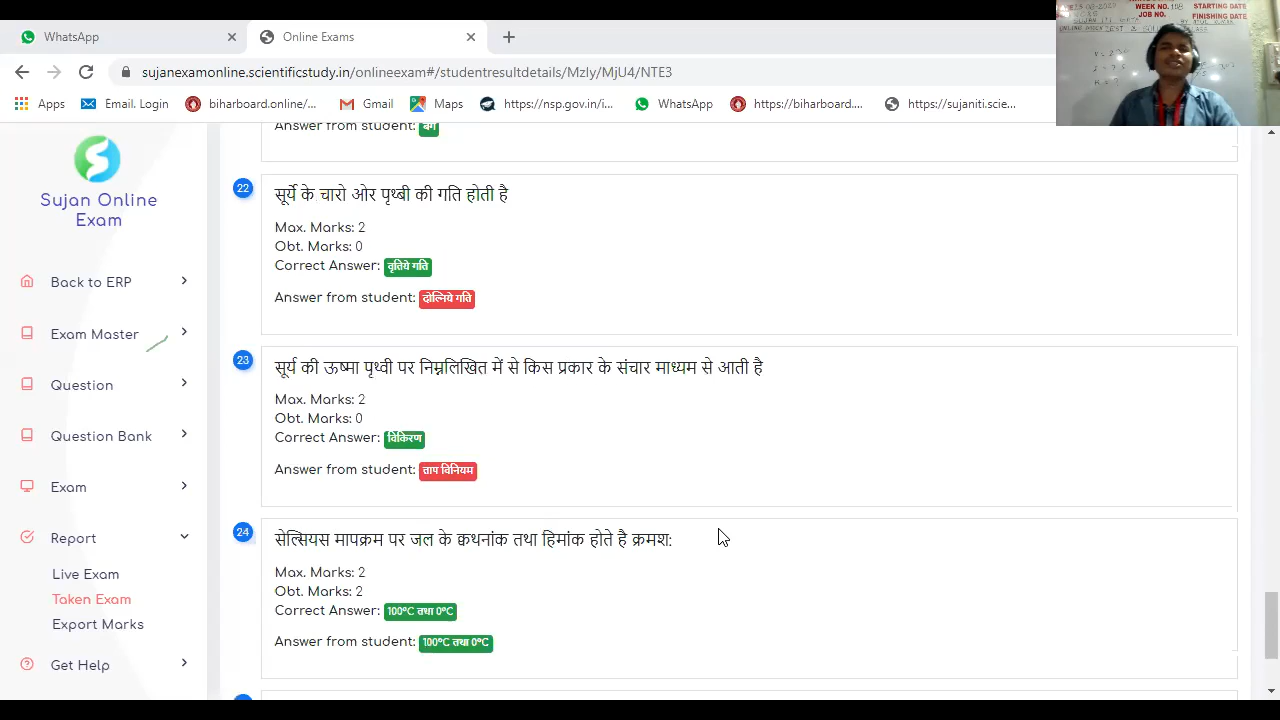 WhatsApp
Online Exams
sujanexamonline.scientificstudy.in/onlineexam#/studentresultdetails/MzIy/MjU4/NTE3
Apps Email. Login biharboard.online/... Gmail Maps https://nsp.gov.in/i... WhatsApp https://biharboard.... https://sujaniti.scie...
WEEK NO. 128 STARTING DATE
JOB NO. FINISHING DATE
Sujan Online
Exam
Back to ERP
Exam Master
Question
Question Bank
Exam
Report
Live Exam
Taken Exam
Export Marks
Get Help
Answer from student: बेग
22
सूर्ये के चारो ओर पृथ्बी की गति होती है
Max. Marks: 2
Obt. Marks: 0
Correct Answer: वृतिये गति
Answer from student: दोल्निये गति
23
सूर्य की ऊष्मा पृथ्वी पर निम्नलिखित में से किस प्रकार के संचार माध्यम से आती है
Max. Marks: 2
Obt. Marks: 0
Correct Answer: विकिरण
Answer from student: ताप विनियम
24
सेल्सियस मापक्रम पर जल के क्वथनांक तथा हिमांक होते है क्रमश:
Max. Marks: 2
Obt. Marks: 2
Correct Answer: 100°C तथा 0°C
Answer from student: 100°C तथा 0°C